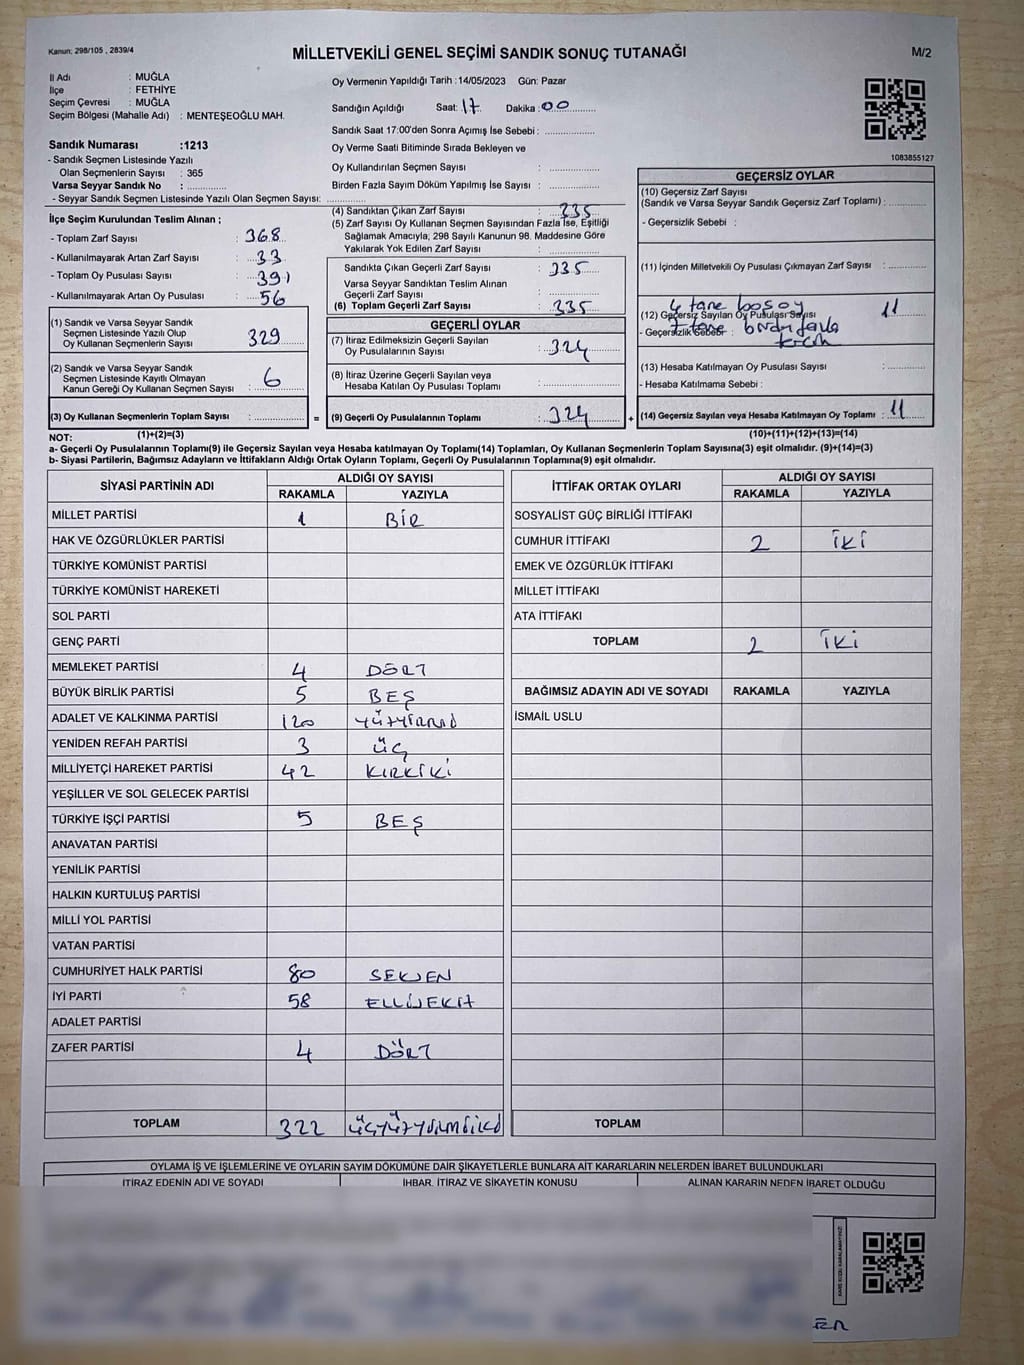 Kanun: 298/105 , 2839/4
MİLLETVEKİLİ GENEL SEÇİMİ SANDIK SONUÇ TUTANAĞI
M/2
İl Adı : MUĞLA
İlçe : FETHİYE
Seçim Çevresi : MUĞLA
Seçim Bölgesi (Mahalle Adı) : MENTEŞEOĞLU MAH.
Sandık Numarası :1213
- Sandık Seçmen Listesinde Yazılı
Olan Seçmenlerin Sayısı : 365
Varsa Seyyar Sandık No : ..............
- Seyyar Sandık Seçmen Listesinde Yazılı Olan Seçmen Sayısı: ..............
Oy Vermenin Yapıldığı Tarih :14/05/2023 Gün: Pazar
Sandığın Açıldığı Saat: 17 Dakika : 00
Sandık Saat 17:00'den Sonra Açımış İse Sebebi : ..............
Oy Verme Saati Bitiminde Sırada Bekleyen ve
Oy Kullandırılan Seçmen Sayısı : ..............
Birden Fazla Sayım Döküm Yapılmış İse Sayısı : ..............
1083855127
İlçe Seçim Kurulundan Teslim Alınan ;
- Toplam Zarf Sayısı : 368
- Kullanılmayarak Artan Zarf Sayısı : 33
- Toplam Oy Pusulası Sayısı : 391
- Kullanılmayarak Artan Oy Pusulası : 56
(1) Sandık ve Varsa Seyyar Sandık
Seçmen Listesinde Yazılı Olup
Oy Kullanan Seçmenlerin Sayısı : 329
(2) Sandık ve Varsa Seyyar Sandık
Seçmen Listesinde Kayıtlı Olmayan
Kanun Gereği Oy Kullanan Seçmen Sayısı : 6
(3) Oy Kullanan Seçmenlerin Toplam Sayısı : ..............
(1)+(2)=(3)
(4) Sandıktan Çıkan Zarf Sayısı : 335
(5) Zarf Sayısı Oy Kullanan Seçmen Sayısından Fazla İse, Eşitliği
Sağlamak Amacıyla, 298 Sayılı Kanunun 98. Maddesine Göre
Yakılarak Yok Edilen Zarf Sayısı : ..............
Sandıkta Çıkan Geçerli Zarf Sayısı : 335
Varsa Seyyar Sandıktan Teslim Alınan
Geçerli Zarf Sayısı : ..............
(6) Toplam Geçerli Zarf Sayısı : 335
GEÇERLİ OYLAR
(7) İtiraz Edilmeksizin Geçerli Sayılan
Oy Pusulalarının Sayısı : 324
(8) İtiraz Üzerine Geçerli Sayılan veya
Hesaba Katılan Oy Pusulası Toplamı : ..............
= (9) Geçerli Oy Pusulalarının Toplamı : 324 +
GEÇERSİZ OYLAR
(10) Geçersiz Zarf Sayısı
(Sandık ve Varsa Seyyar Sandık Geçersiz Zarf Toplamı) : ..............
- Geçersizlik Sebebi :
(11) İçinden Milletvekili Oy Pusulası Çıkmayan Zarf Sayısı : ..............
4 tane boş oy
(12) Geçersiz Sayılan Oy Pusulası Sayısı 11
- Geçersizlik Sebebi : 7 tane birden fazla
tercih
(13) Hesaba Katılmayan Oy Pusulası Sayısı : ..............
- Hesaba Katılmama Sebebi :
(14) Geçersiz Sayılan veya Hesaba Katılmayan Oy Toplamı : 11
(10)+(11)+(12)+(13)=(14)
NOT:
a- Geçerli Oy Pusulalarının Toplamı(9) ile Geçersiz Sayılan veya Hesaba katılmayan Oy Toplamı(14) Toplamları, Oy Kullanan Seçmenlerin Toplam Sayısına(3) eşit olmalıdır. (9)+(14)=(3)
b- Siyasi Partilerin, Bağımsız Adayların ve İttifakların Aldığı Ortak Oyların Toplamı, Geçerli Oy Pusulalarının Toplamına(9) eşit olmalıdır.
SİYASİ PARTİNİN ADI
ALDIĞI OY SAYISI
RAKAMLA YAZIYLA
MİLLET PARTİSİ 1 BİR
HAK VE ÖZGÜRLÜKLER PARTİSİ
TÜRKİYE KOMÜNİST PARTİSİ
TÜRKİYE KOMÜNİST HAREKETİ
SOL PARTİ
GENÇ PARTİ
MEMLEKET PARTİSİ 4 DÖRT
BÜYÜK BİRLİK PARTİSİ 5 BEŞ
ADALET VE KALKINMA PARTİSİ 120 yüzyirmi
YENİDEN REFAH PARTİSİ 3 ÜÇ
MİLLİYETÇİ HAREKET PARTİSİ 42 KIRKİKİ
YEŞİLLER VE SOL GELECEK PARTİSİ
TÜRKİYE İŞÇİ PARTİSİ 5 BEŞ
ANAVATAN PARTİSİ
YENİLİK PARTİSİ
HALKIN KURTULUŞ PARTİSİ
MİLLİ YOL PARTİSİ
VATAN PARTİSİ
CUMHURİYET HALK PARTİSİ 80 SEKSEN
İYİ PARTİ 58 ELLİSEKİZ
ADALET PARTİSİ
ZAFER PARTİSİ 4 DÖRT
TOPLAM 322 üçyüzyirmiiki
İTTİFAK ORTAK OYLARI
ALDIĞI OY SAYISI
RAKAMLA YAZIYLA
SOSYALİST GÜÇ BİRLİĞİ İTTİFAKI
CUMHUR İTTİFAKI 2 İKİ
EMEK VE ÖZGÜRLÜK İTTİFAKI
MİLLET İTTİFAKI
ATA İTTİFAKI
TOPLAM 2 İKİ
BAĞIMSIZ ADAYIN ADI VE SOYADI RAKAMLA YAZIYLA
İSMAİL USLU
TOPLAM
OYLAMA İŞ VE İŞLEMLERİNE VE OYLARIN SAYIM DÖKÜMÜNE DAİR ŞİKAYETLERLE BUNLARA AİT KARARLARIN NELERDEN İBARET BULUNDUKLARI
İTİRAZ EDENİN ADI VE SOYADI
İHBAR, İTİRAZ VE ŞİKAYETİN KONUSU
ALINAN KARARIN NEDEN İBARET OLDUĞU